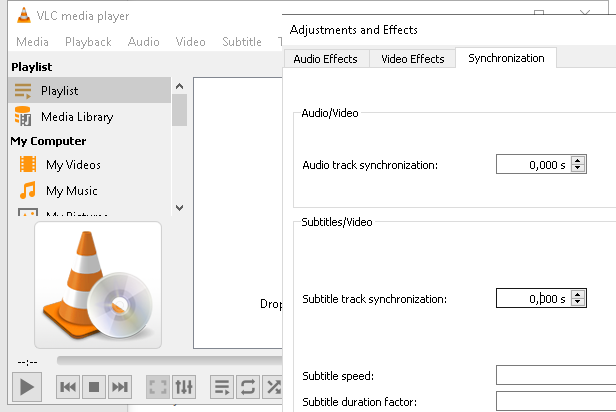 VLC media player
Media Playback Audio Video Subtitle
Playlist
Playlist
Media Library
My Computer
My Videos
My Music
My Pictures
Drop
--:--
Adjustments and Effects
Audio Effects Video Effects Synchronization
Audio/Video
Audio track synchronization: 0,000 s
Subtitles/Video
Subtitle track synchronization: 0,000 s
Subtitle speed:
Subtitle duration factor: